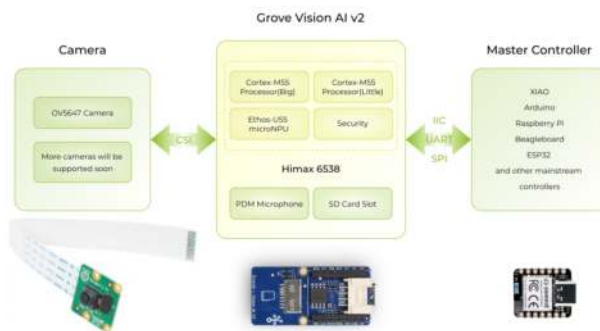 Grove Vision AI v2
Camera
OV5647 Camera
More cameras will be
supported soon
CSI
Cortex-M55
Processor(Big)
Cortex-M55
Processor(Little)
Ethos-U55
microNPU
Security
Himax 6538
PDM Microphone
SD Card Slot
IIC
UART
SPI
Master Controller
XIAO
Arduino
Raspberry Pi
Beagleboard
ESP32
and other mainstream
controllers